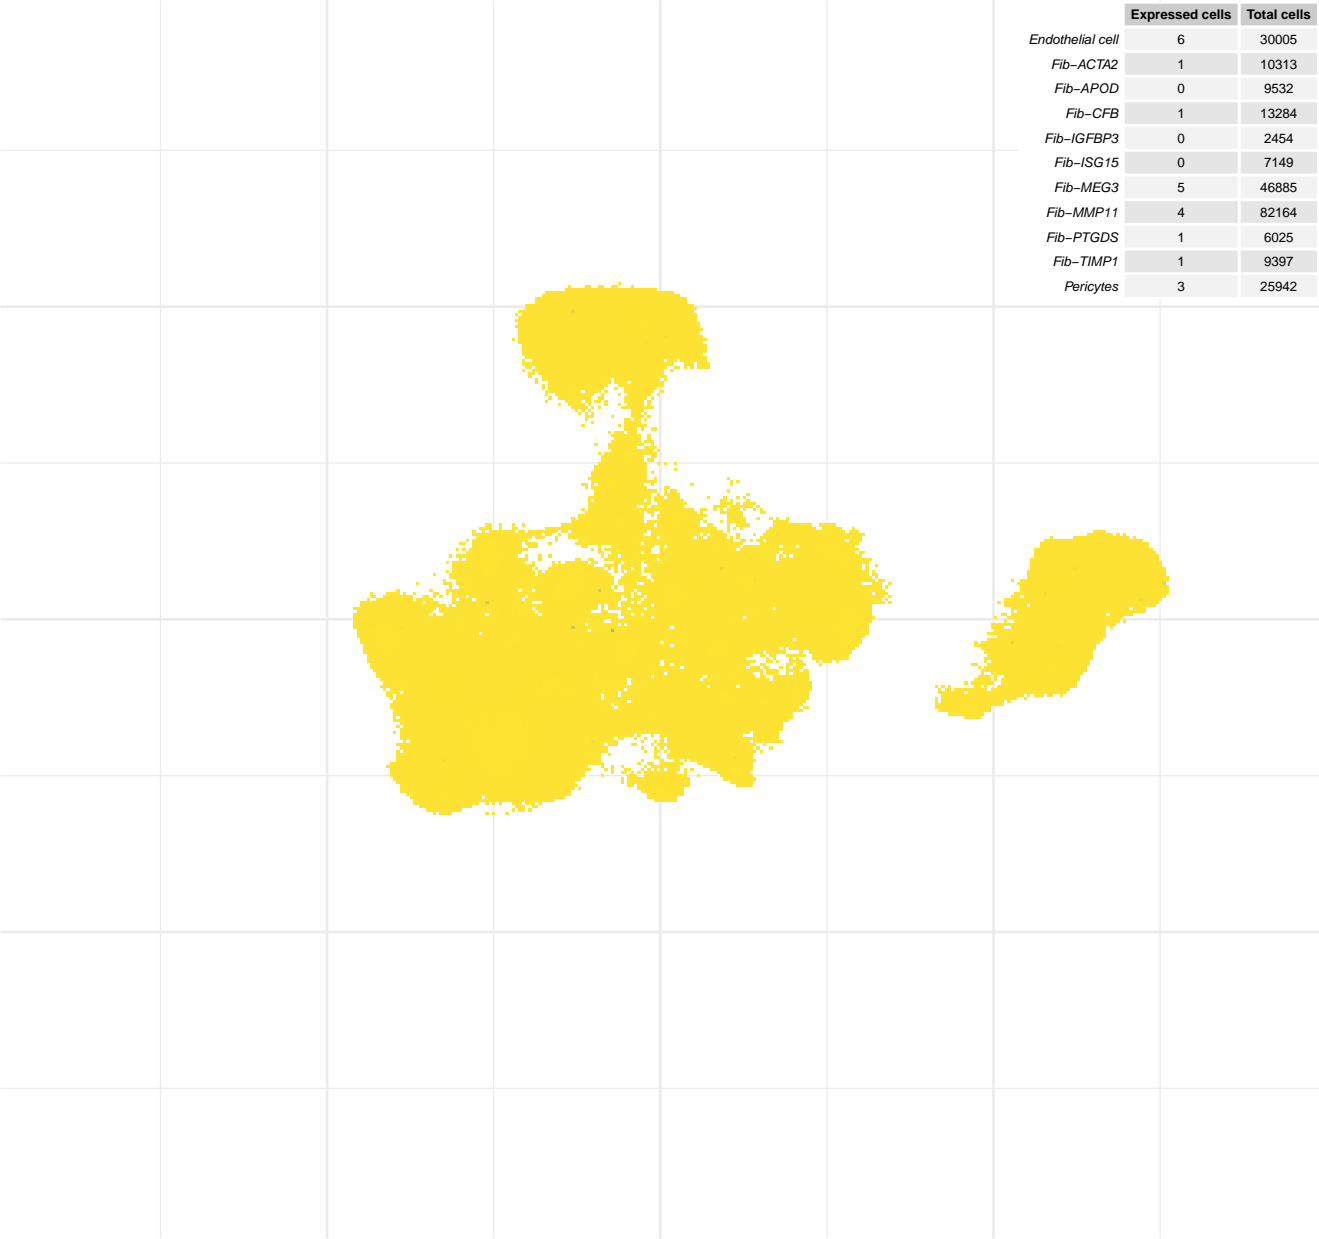 Expressed cells Total cells
Endothelial cell 6 30005
Fib−ACTA2 1 10313
Fib−APOD 0 9532
Fib−CFB 1 13284
Fib−IGFBP3 0 2454
Fib−ISG15 0 7149
Fib−MEG3 5 46885
Fib−MMP11 4 82164
Fib−PTGDS 1 6025
Fib−TIMP1 1 9397
Pericytes 3 25942